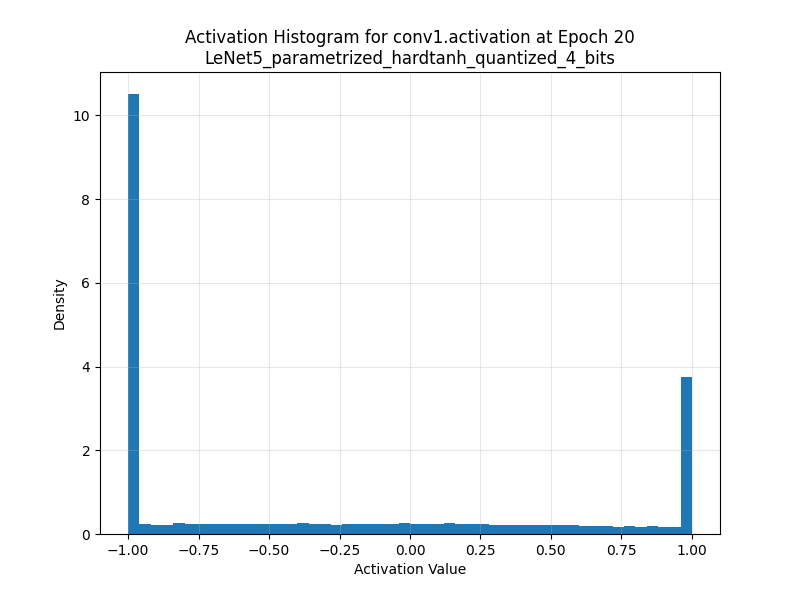 Activation Histogram for conv1.activation at Epoch 20
LeNet5_parametrized_hardtanh_quantized_4_bits
10
8
6
4
2
0
Density
−1.00 −0.75 −0.50 −0.25 0.00 0.25 0.50 0.75 1.00
Activation Value